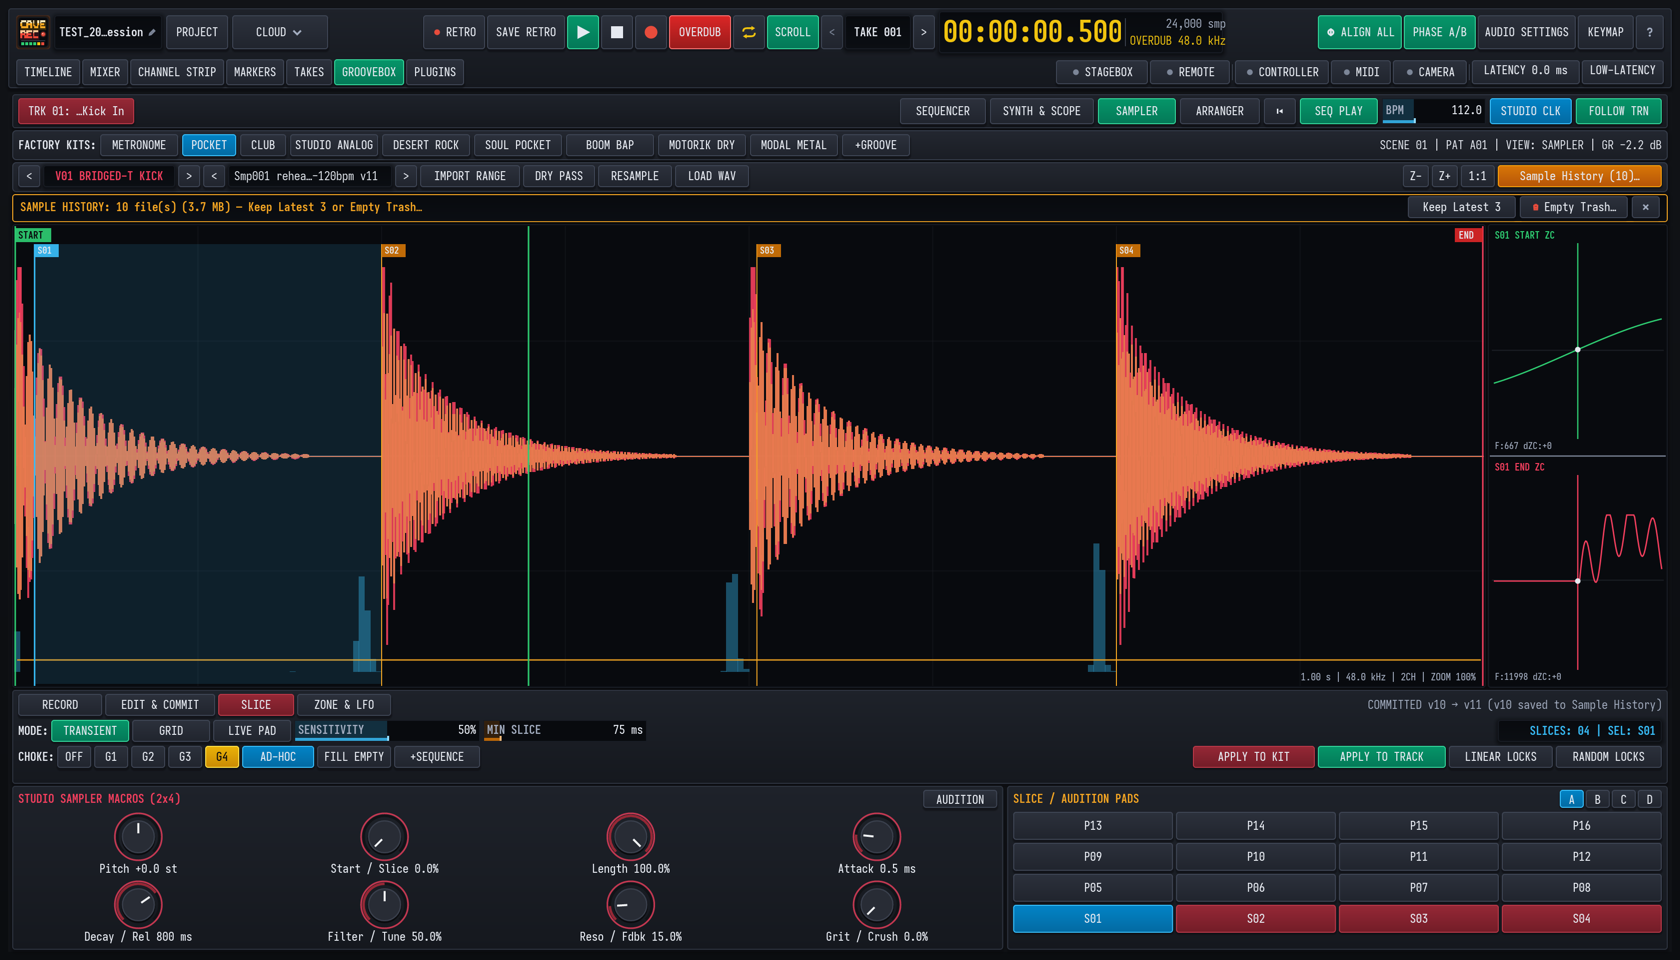 CAVE REC
TEST_20…ession
PROJECT
CLOUD
RETRO
SAVE RETRO
OVERDUB
SCROLL
<
TAKE 001
>
00:00:00.500
24,000 smp
OVERDUB 48.0 kHz
ALIGN ALL
PHASE A/B
AUDIO SETTINGS
KEYMAP
?
TIMELINE
MIXER
CHANNEL STRIP
MARKERS
TAKES
GROOVEBOX
PLUGINS
STAGEBOX
REMOTE
CONTROLLER
MIDI
CAMERA
LATENCY 0.0 ms
LOW-LATENCY
TRK 01: …Kick In
SEQUENCER
SYNTH & SCOPE
SAMPLER
ARRANGER
SEQ PLAY
BPM 112.0
STUDIO CLK
FOLLOW TRN
FACTORY KITS:
METRONOME
POCKET
CLUB
STUDIO ANALOG
DESERT ROCK
SOUL POCKET
BOOM BAP
MOTORIK DRY
MODAL METAL
+GROOVE
SCENE 01 | PAT A01 | VIEW: SAMPLER | GR -2.2 dB
<
V01 BRIDGED-T KICK
>
<
Smp001 rehea…-120bpm v11
>
IMPORT RANGE
DRY PASS
RESAMPLE
LOAD WAV
Z-
Z+
1:1
Sample History (10)…
SAMPLE HISTORY: 10 file(s) (3.7 MB) — Keep Latest 3 or Empty Trash…
Keep Latest 3
Empty Trash…
×
START
S01
S02
S03
S04
END
1.00 s | 48.0 kHz | 2CH | ZOOM 100%
S01 START ZC
F:667 dZC:+0
S01 END ZC
F:11998 dZC:+0
RECORD
EDIT & COMMIT
SLICE
ZONE & LFO
COMMITTED v10 → v11 (v10 saved to Sample History)
MODE:
TRANSIENT
GRID
LIVE PAD
SENSITIVITY 50%
MIN SLICE 75 ms
SLICES: 04 | SEL: S01
CHOKE:
OFF
G1
G2
G3
G4
AD-HOC
FILL EMPTY
+SEQUENCE
APPLY TO KIT
APPLY TO TRACK
LINEAR LOCKS
RANDOM LOCKS
STUDIO SAMPLER MACROS (2x4)
AUDITION
Pitch +0.0 st
Start / Slice 0.0%
Length 100.0%
Attack 0.5 ms
Decay / Rel 800 ms
Filter / Tune 50.0%
Reso / Fdbk 15.0%
Grit / Crush 0.0%
SLICE / AUDITION PADS
A
B
C
D
P13
P14
P15
P16
P09
P10
P11
P12
P05
P06
P07
P08
S01
S02
S03
S04